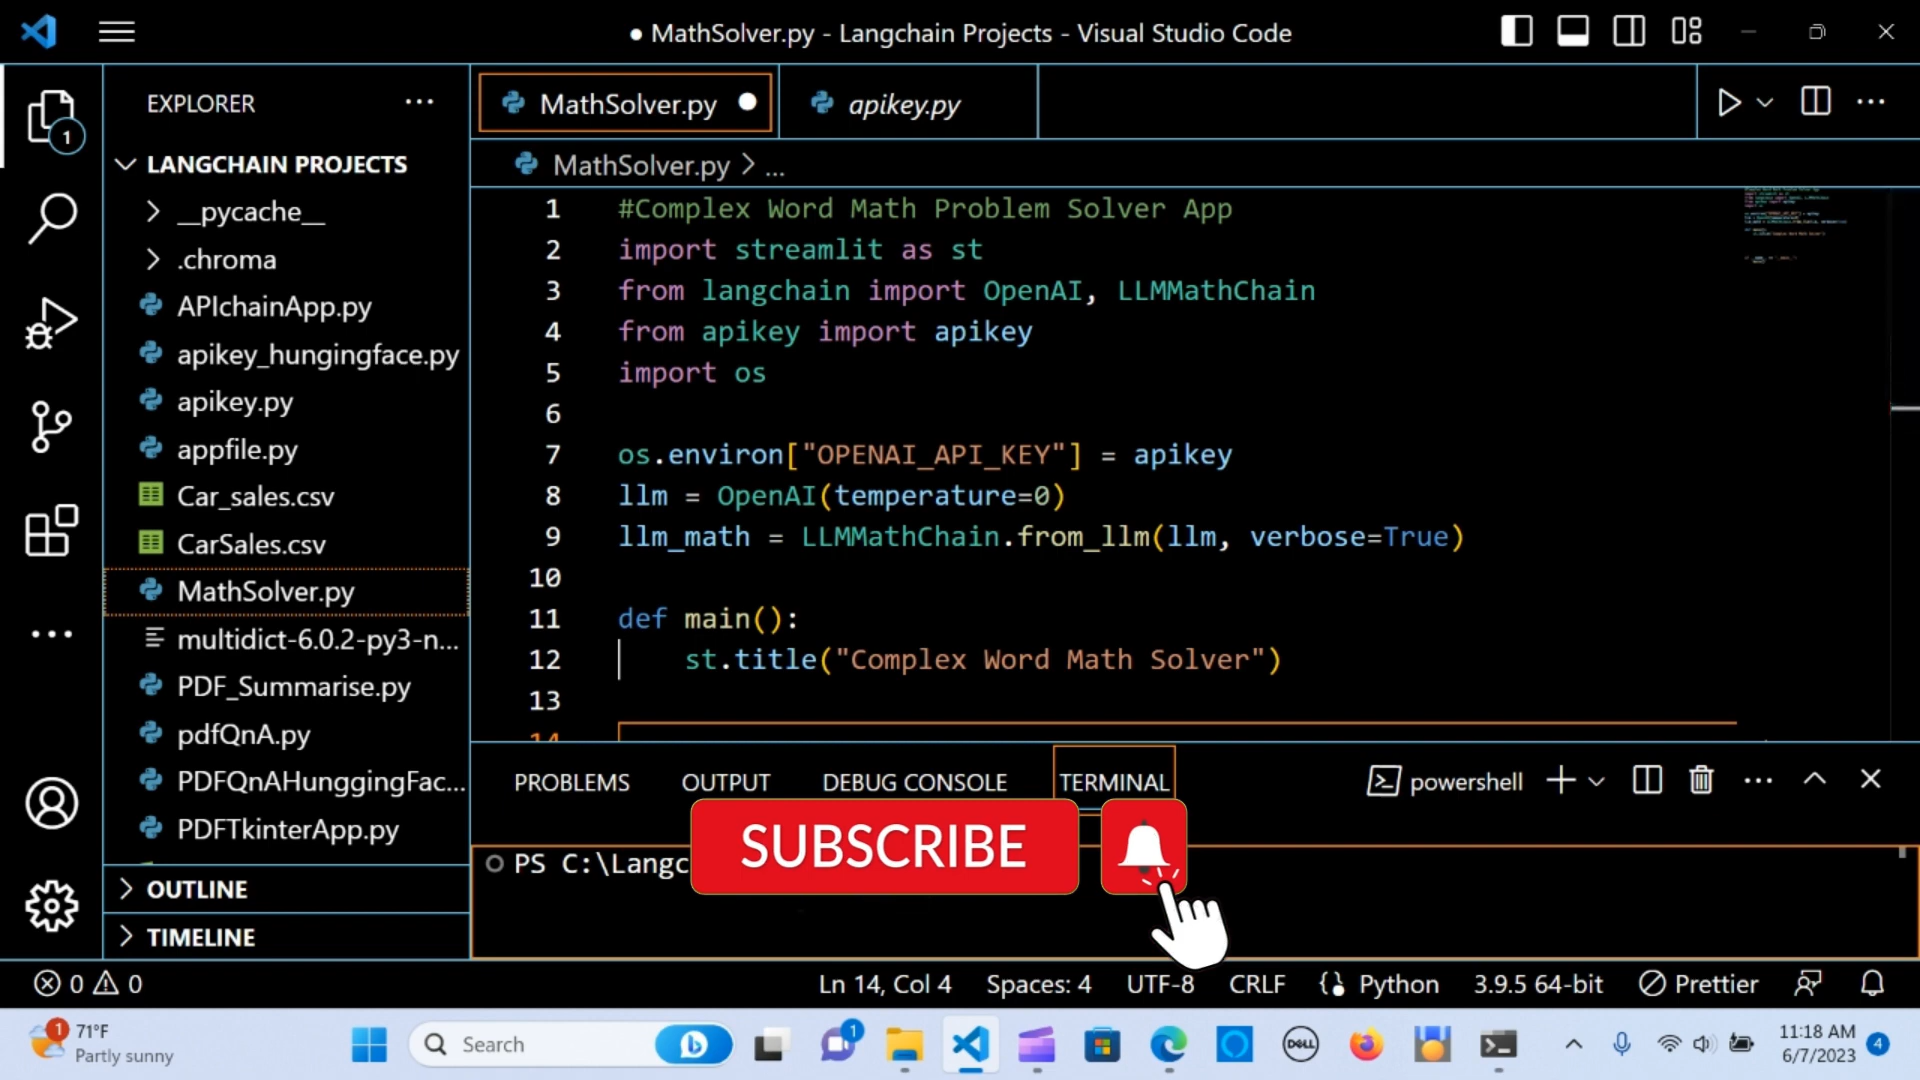 ● MathSolver.py - Langchain Projects - Visual Studio Code
EXPLORER
1
LANGCHAIN PROJECTS
__pycache__
.chroma
APIchainApp.py
apikey_hungingface.py
apikey.py
appfile.py
Car_sales.csv
CarSales.csv
MathSolver.py
multidict-6.0.2-py3-n...
PDF_Summarise.py
pdfQnA.py
PDFQnAHunggingFac...
PDFTkinterApp.py
OUTLINE
TIMELINE
MathSolver.py
apikey.py
MathSolver.py > ...
1 #Complex Word Math Problem Solver App
2 import streamlit as st
3 from langchain import OpenAI, LLMMathChain
4 from apikey import apikey
5 import os
6
7 os.environ["OPENAI_API_KEY"] = apikey
8 llm = OpenAI(temperature=0)
9 llm_math = LLMMathChain.from_llm(llm, verbose=True)
10
11 def main():
12 st.title("Complex Word Math Solver")
13
14
PROBLEMS OUTPUT DEBUG CONSOLE TERMINAL
powershell
PS C:\Langc
SUBSCRIBE
0 0
Ln 14, Col 4 Spaces: 4 UTF-8 CRLF Python 3.9.5 64-bit Prettier
1
71°F
Partly sunny
Search
1
DELL
11:18 AM
6/7/2023
4